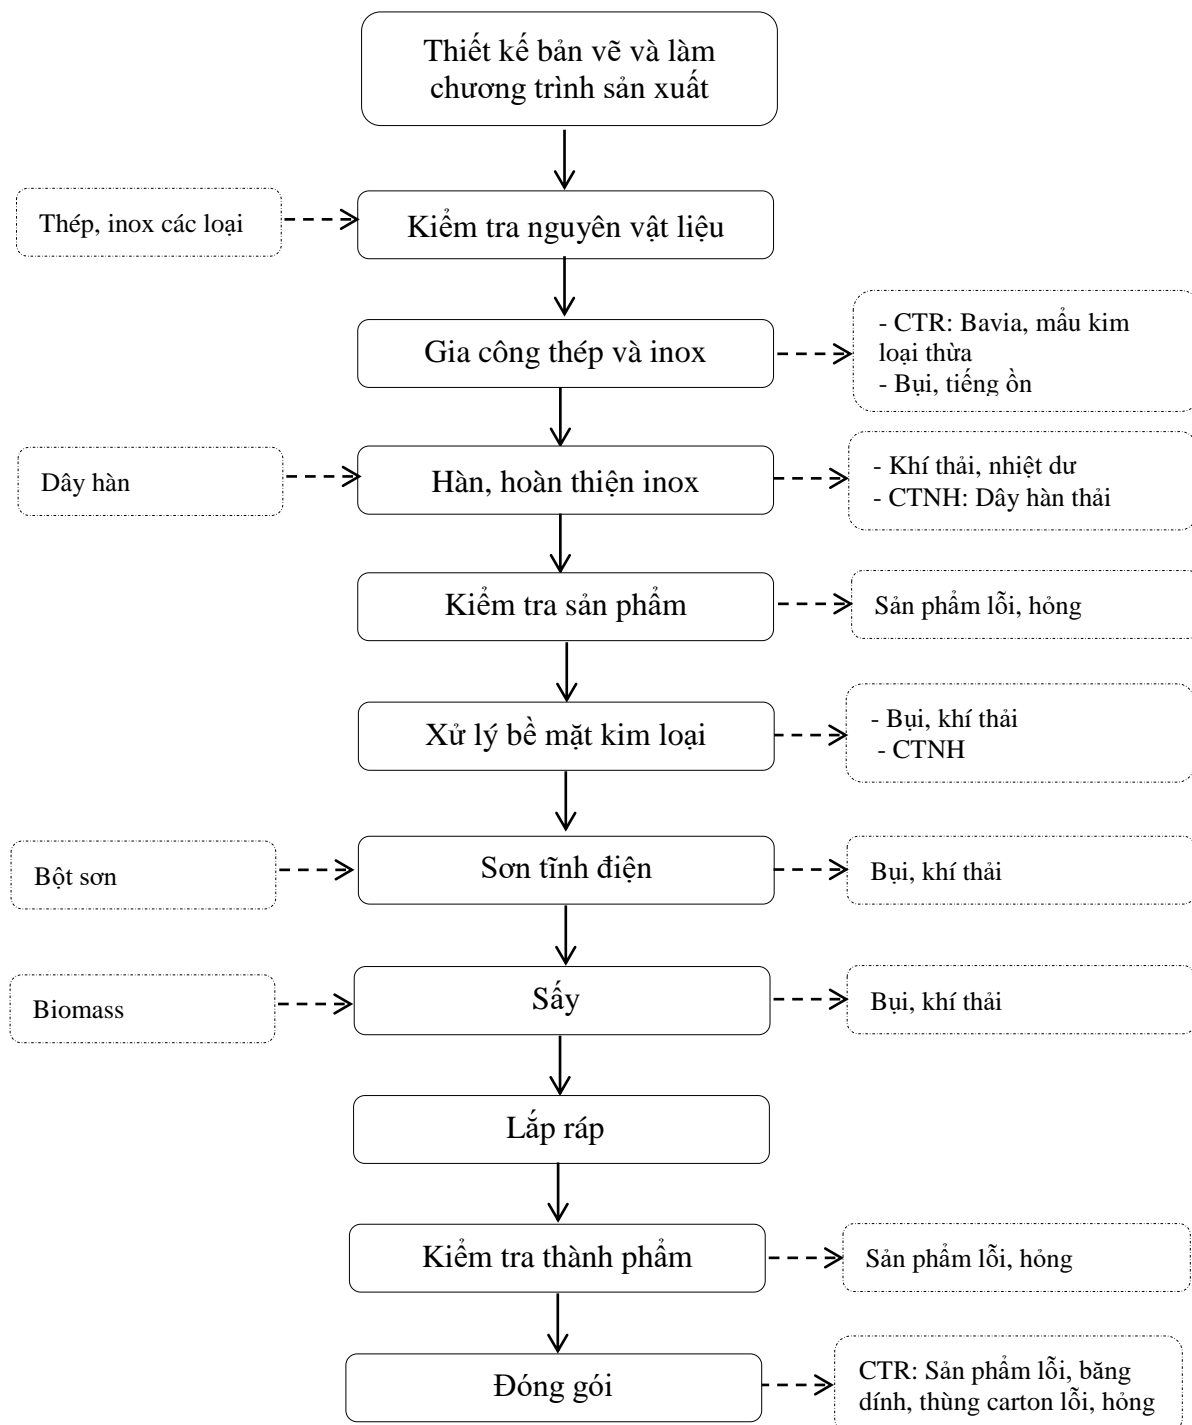 Thiết kế bản vẽ và làm
chương trình sản xuất
Thép, inox các loại
Kiểm tra nguyên vật liệu
Gia công thép và inox
- CTR: Bavia, mẩu kim
loại thừa
- Bụi, tiếng ồn
Dây hàn
Hàn, hoàn thiện inox
- Khí thải, nhiệt dư
- CTNH: Dây hàn thải
Kiểm tra sản phẩm
Sản phẩm lỗi, hỏng
Xử lý bề mặt kim loại
- Bụi, khí thải
- CTNH
Bột sơn
Sơn tĩnh điện
Bụi, khí thải
Biomass
Sấy
Bụi, khí thải
Lắp ráp
Kiểm tra thành phẩm
Sản phẩm lỗi, hỏng
Đóng gói
CTR: Sản phẩm lỗi, băng
dính, thùng carton lỗi, hỏng